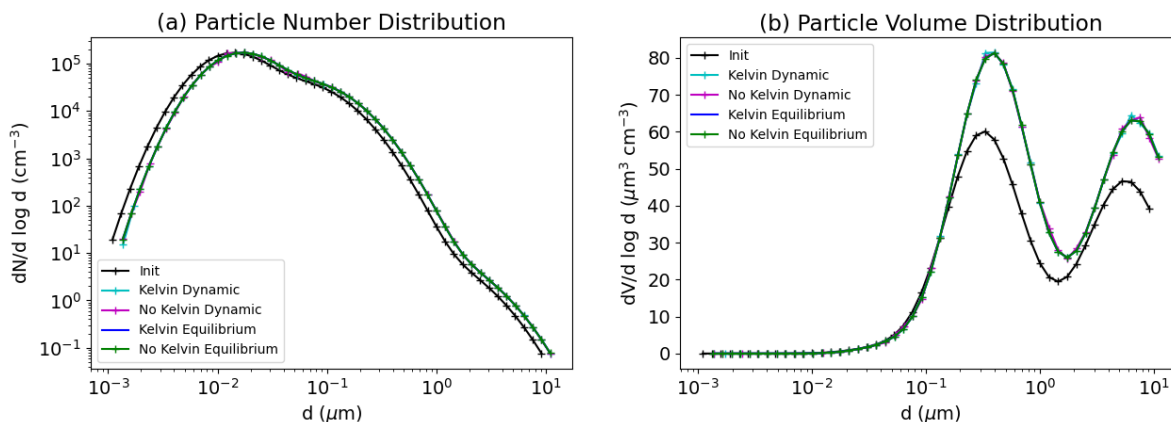 (a) Particle Number Distribution
dN/d log d (cm⁻³)
10⁵
10⁴
10³
10²
10¹
10⁰
10⁻¹
Init
Kelvin Dynamic
No Kelvin Dynamic
Kelvin Equilibrium
No Kelvin Equilibrium
10⁻³ 10⁻² 10⁻¹ 10⁰ 10¹
d (μm)
(b) Particle Volume Distribution
dV/d log d (μm³ cm⁻³)
80
70
60
50
40
30
20
10
0
Init
Kelvin Dynamic
No Kelvin Dynamic
Kelvin Equilibrium
No Kelvin Equilibrium
10⁻³ 10⁻² 10⁻¹ 10⁰ 10¹
d (μm)